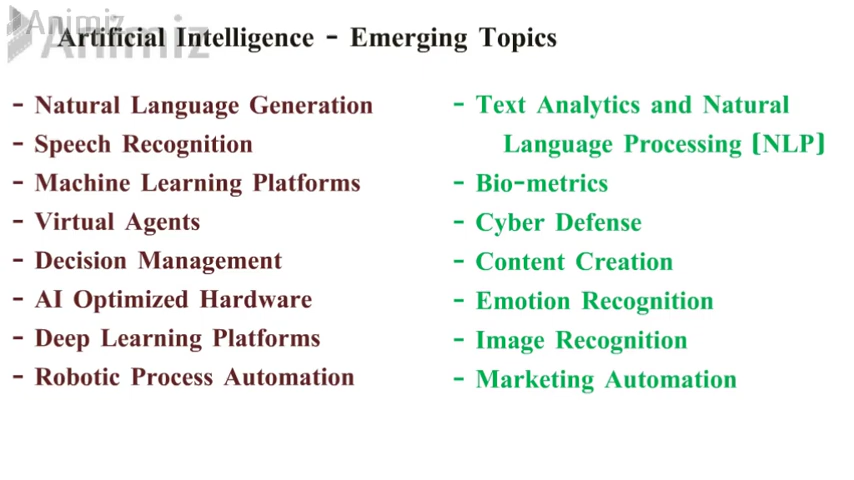 Animiz
Animiz
Artificial Intelligence - Emerging Topics
- Natural Language Generation
- Speech Recognition
- Machine Learning Platforms
- Virtual Agents
- Decision Management
- AI Optimized Hardware
- Deep Learning Platforms
- Robotic Process Automation
- Text Analytics and Natural
Language Processing [NLP]
- Bio-metrics
- Cyber Defense
- Content Creation
- Emotion Recognition
- Image Recognition
- Marketing Automation